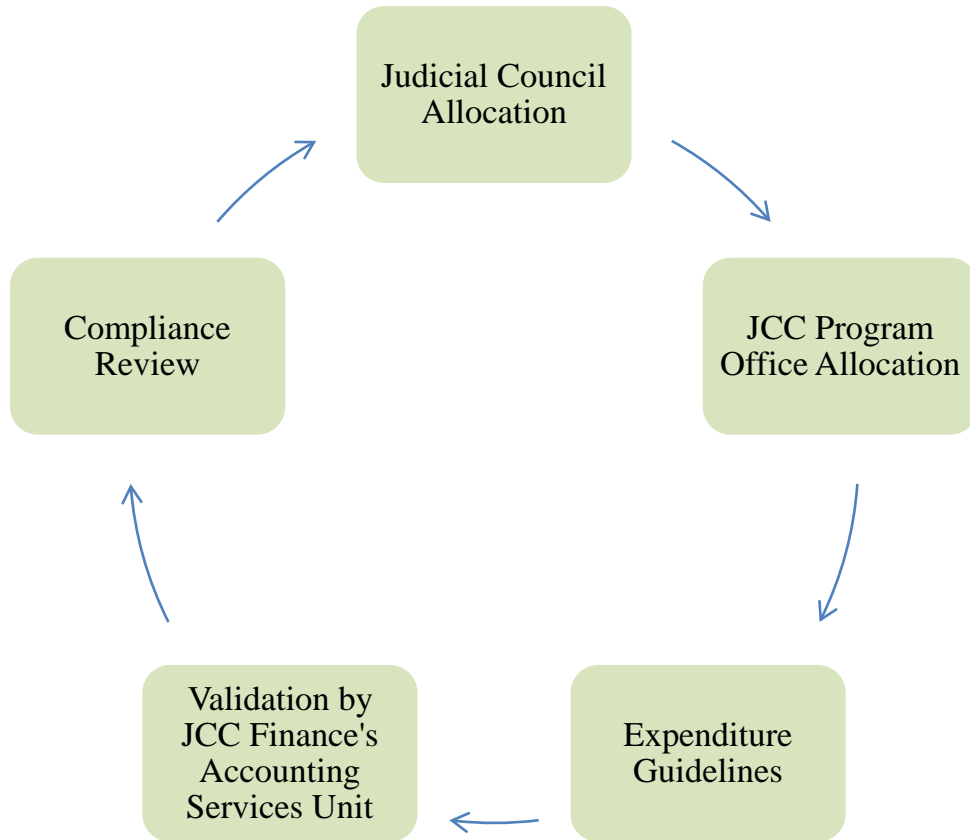 Judicial Council
Allocation
JCC Program
Office Allocation
Expenditure
Guidelines
Validation by
JCC Finance's
Accounting
Services Unit
Compliance
Review